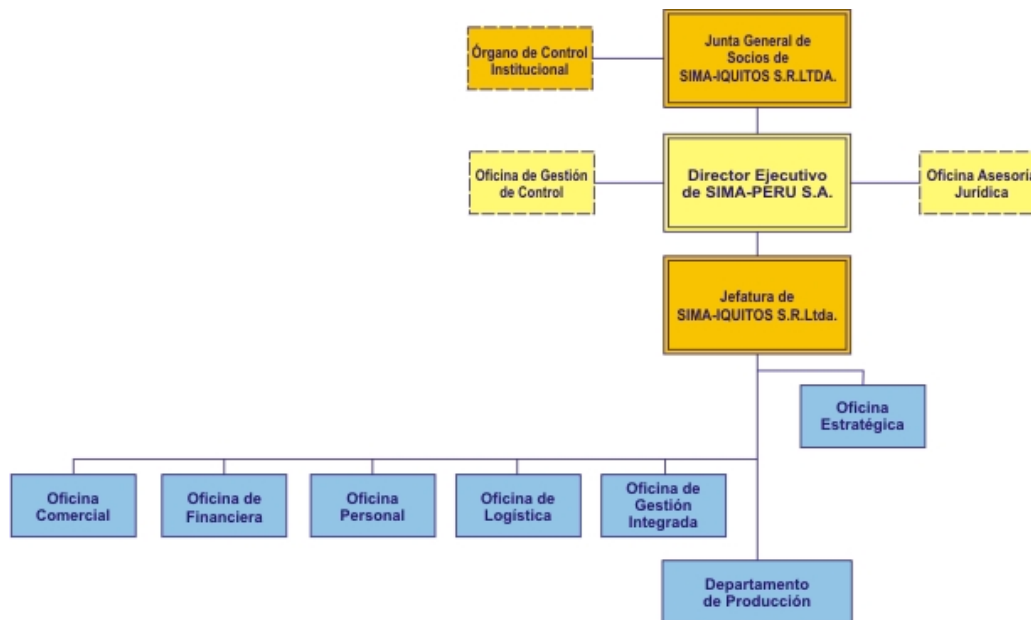 Órgano de Control
Institucional
Junta General de
Socios de
SIMA-IQUITOS S.R.LTDA.
Oficina de Gestión
de Control
Director Ejecutivo
de SIMA-PERU S.A.
Oficina Asesoría
Jurídica
Jefatura de
SIMA-IQUITOS S.R.Ltda.
Oficina
Estratégica
Oficina
Comercial
Oficina de
Financiera
Oficina
Personal
Oficina de
Logística
Oficina de
Gestión
Integrada
Departamento
de Producción